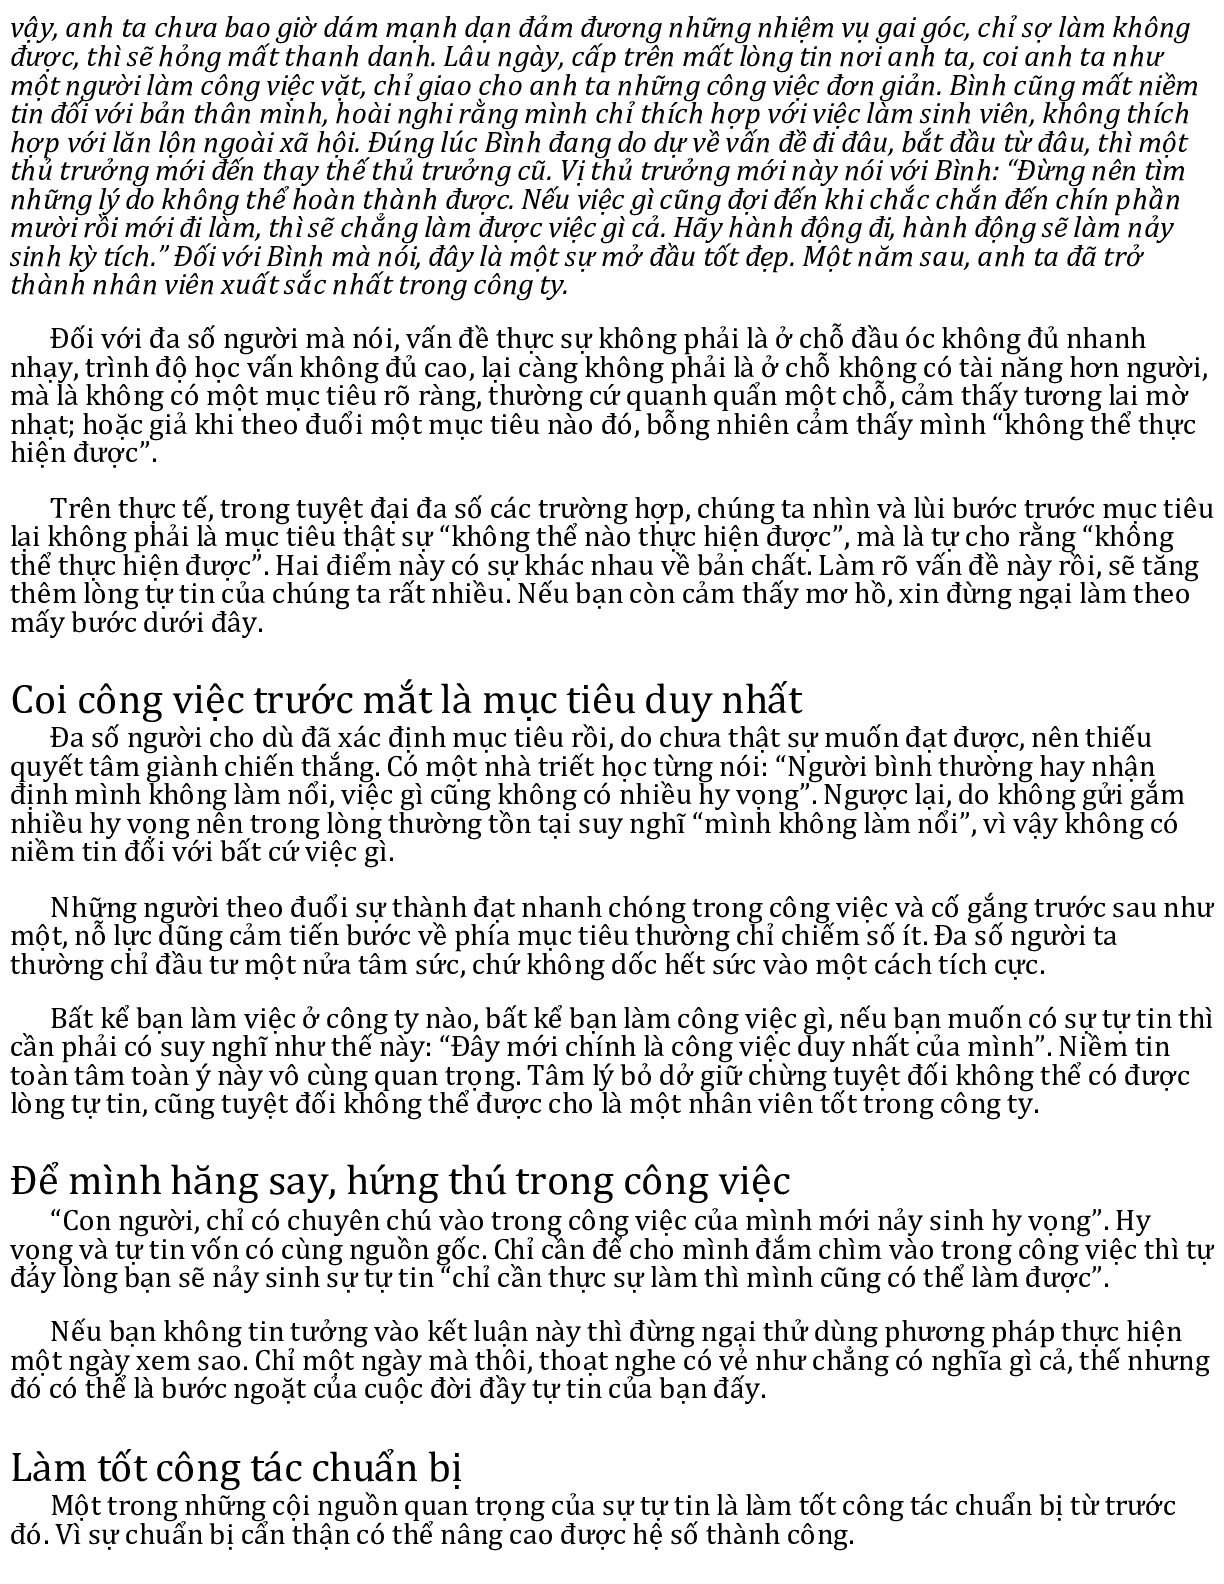 vậy, anh ta chưa bao giờ dám mạnh dạn đảm đương những nhiệm vụ gai góc, chỉ sợ làm không
được, thì sẽ hỏng mất thanh danh. Lâu ngày, cấp trên mất lòng tin nơi anh ta, coi anh ta như
một người làm công việc vặt, chỉ giao cho anh ta những công việc đơn giản. Bình cũng mất niềm
tin đối với bản thân mình, hoài nghi rằng mình chỉ thích hợp với việc làm sinh viên, không thích
hợp với lăn lộn ngoài xã hội. Đúng lúc Bình đang do dự về vấn đề đi đâu, bắt đầu từ đâu, thì một
thủ trưởng mới đến thay thế thủ trưởng cũ. Vị thủ trưởng mới này nói với Bình: “Đừng nên tìm
những lý do không thể hoàn thành được. Nếu việc gì cũng đợi đến khi chắc chắn đến chín phần
mười rồi mới đi làm, thì sẽ chẳng làm được việc gì cả. Hãy hành động đi, hành động sẽ làm nảy
sinh kỳ tích.” Đối với Bình mà nói, đây là một sự mở đầu tốt đẹp. Một năm sau, anh ta đã trở
thành nhân viên xuất sắc nhất trong công ty.
Đối với đa số người mà nói, vấn đề thực sự không phải là ở chỗ đầu óc không đủ nhanh
nhạy, trình độ học vấn không đủ cao, lại càng không phải là ở chỗ không có tài năng hơn người,
mà là không có một mục tiêu rõ ràng, thường cứ quanh quẩn một chỗ, cảm thấy tương lai mờ
nhạt; hoặc giả khi theo đuổi một mục tiêu nào đó, bỗng nhiên cảm thấy mình “không thể thực
hiện được”.
Trên thực tế, trong tuyệt đại đa số các trường hợp, chúng ta nhìn và lùi bước trước mục tiêu
lại không phải là mục tiêu thật sự “không thể nào thực hiện được”, mà là tự cho rằng “không
thể thực hiện được”. Hai điểm này có sự khác nhau về bản chất. Làm rõ vấn đề này rồi, sẽ tăng
thêm lòng tự tin của chúng ta rất nhiều. Nếu bạn còn cảm thấy mơ hồ, xin đừng ngại làm theo
mấy bước dưới đây.
Coi công việc trước mắt là mục tiêu duy nhất
Đa số người cho dù đã xác định mục tiêu rồi, do chưa thật sự muốn đạt được, nên thiếu
quyết tâm giành chiến thắng. Có một nhà triết học từng nói: “Người bình thường hay nhận
định mình không làm nổi, việc gì cũng không có nhiều hy vọng”. Ngược lại, do không gửi gắm
nhiều hy vọng nên trong lòng thường tồn tại suy nghĩ “mình không làm nổi”, vì vậy không có
niềm tin đối với bất cứ việc gì.
Những người theo đuổi sự thành đạt nhanh chóng trong công việc và cố gắng trước sau như
một, nỗ lực dũng cảm tiến bước về phía mục tiêu thường chỉ chiếm số ít. Đa số người ta
thường chỉ đầu tư một nửa tâm sức, chứ không dốc hết sức vào một cách tích cực.
Bất kể bạn làm việc ở công ty nào, bất kể bạn làm công việc gì, nếu bạn muốn có sự tự tin thì
cần phải có suy nghĩ như thế này: “Đây mới chính là công việc duy nhất của mình”. Niềm tin
toàn tâm toàn ý này vô cùng quan trọng. Tâm lý bỏ dở giữ chừng tuyệt đối không thể có được
lòng tự tin, cũng tuyệt đối không thể được cho là một nhân viên tốt trong công ty.
Để mình hăng say, hứng thú trong công việc
“Con người, chỉ có chuyên chú vào trong công việc của mình mới nảy sinh hy vọng”. Hy
vọng và tự tin vốn có cùng nguồn gốc. Chỉ cần để cho mình đắm chìm vào trong công việc thì tự
đáy lòng bạn sẽ nảy sinh sự tự tin “chỉ cần thực sự làm thì mình cũng có thể làm được”.
Nếu bạn không tin tưởng vào kết luận này thì đừng ngại thử dùng phương pháp thực hiện
một ngày xem sao. Chỉ một ngày mà thôi, thoạt nghe có vẻ như chẳng có nghĩa gì cả, thế nhưng
đó có thể là bước ngoặt của cuộc đời đầy tự tin của bạn đấy.
Làm tốt công tác chuẩn bị
Một trong những cội nguồn quan trọng của sự tự tin là làm tốt công tác chuẩn bị từ trước
đó. Vì sự chuẩn bị cẩn thận có thể nâng cao được hệ số thành công.